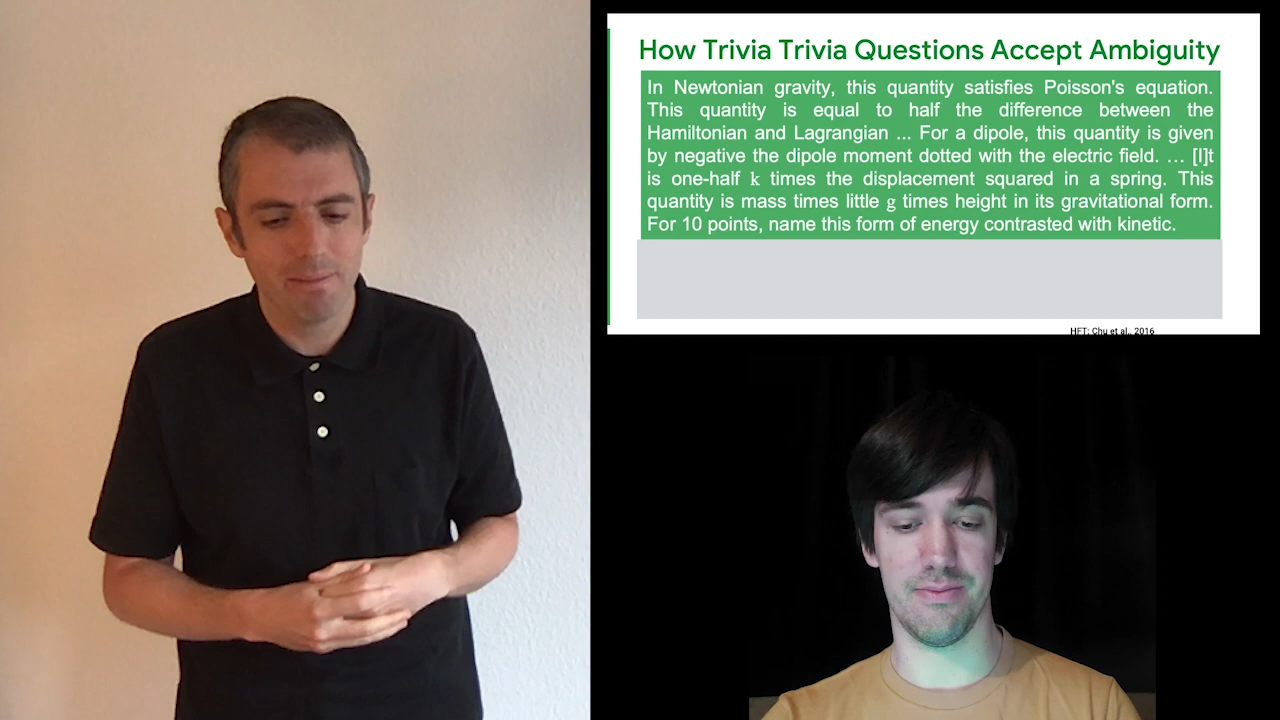 How Trivia Trivia Questions Accept Ambiguity
In Newtonian gravity, this quantity satisfies Poisson's equation.
This quantity is equal to half the difference between the
Hamiltonian and Lagrangian ... For a dipole, this quantity is given
by negative the dipole moment dotted with the electric field. … [I]t
is one-half k times the displacement squared in a spring. This
quantity is mass times little g times height in its gravitational form.
For 10 points, name this form of energy contrasted with kinetic.
HFT: Chu et al., 2016